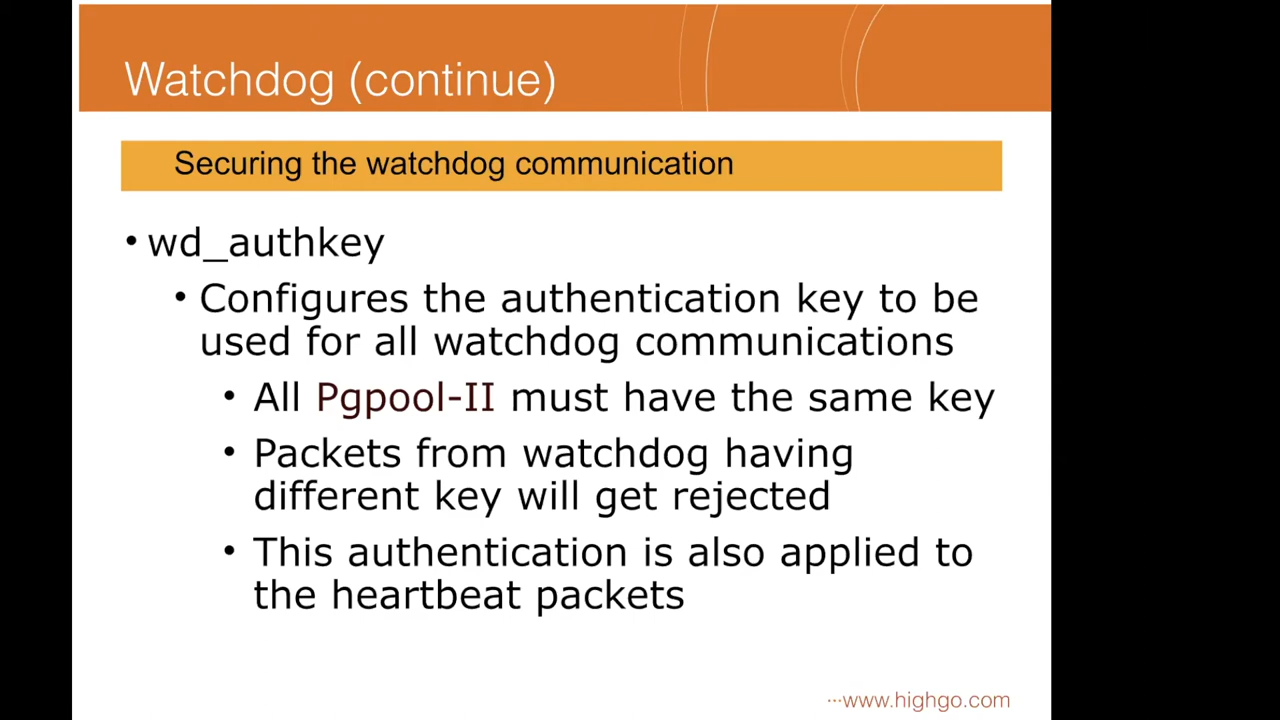 Watchdog (continue)
Securing the watchdog communication
• wd_authkey
• Configures the authentication key to be
used for all watchdog communications
• All Pgpool-II must have the same key
• Packets from watchdog having
different key will get rejected
• This authentication is also applied to
the heartbeat packets
···www.highgo.com